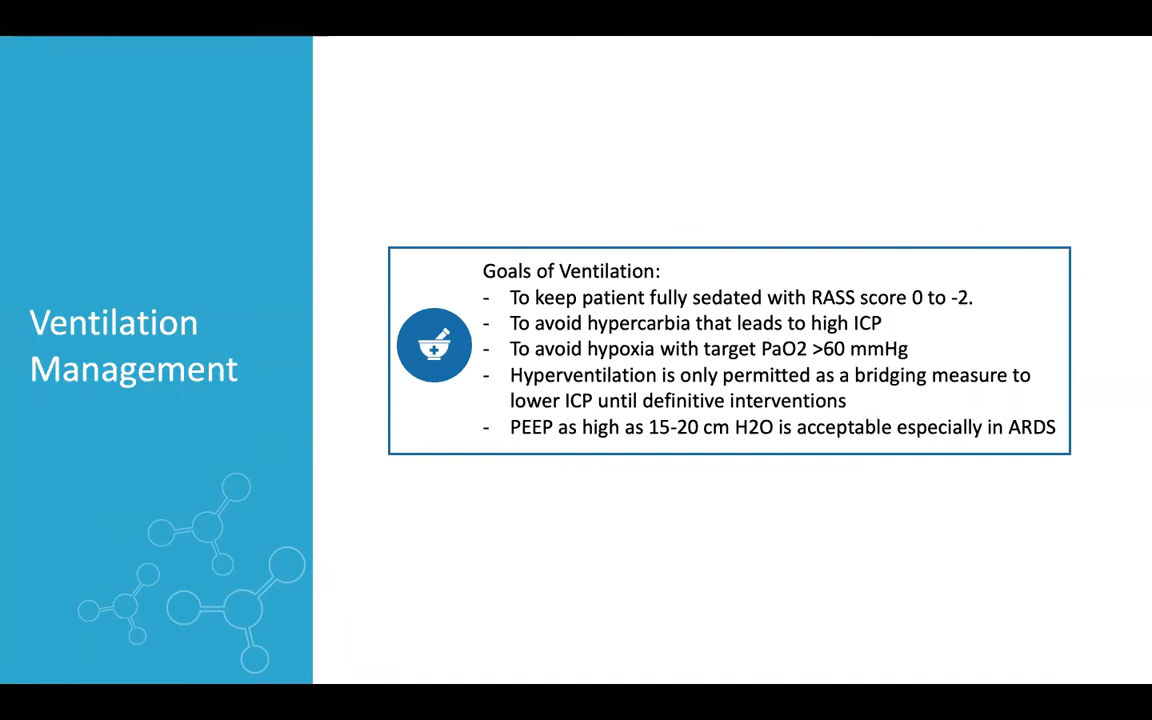 Ventilation
Management
Goals of Ventilation:
- To keep patient fully sedated with RASS score 0 to -2.
- To avoid hypercarbia that leads to high ICP
- To avoid hypoxia with target PaO2 >60 mmHg
- Hyperventilation is only permitted as a bridging measure to
lower ICP until definitive interventions
- PEEP as high as 15-20 cm H2O is acceptable especially in ARDS